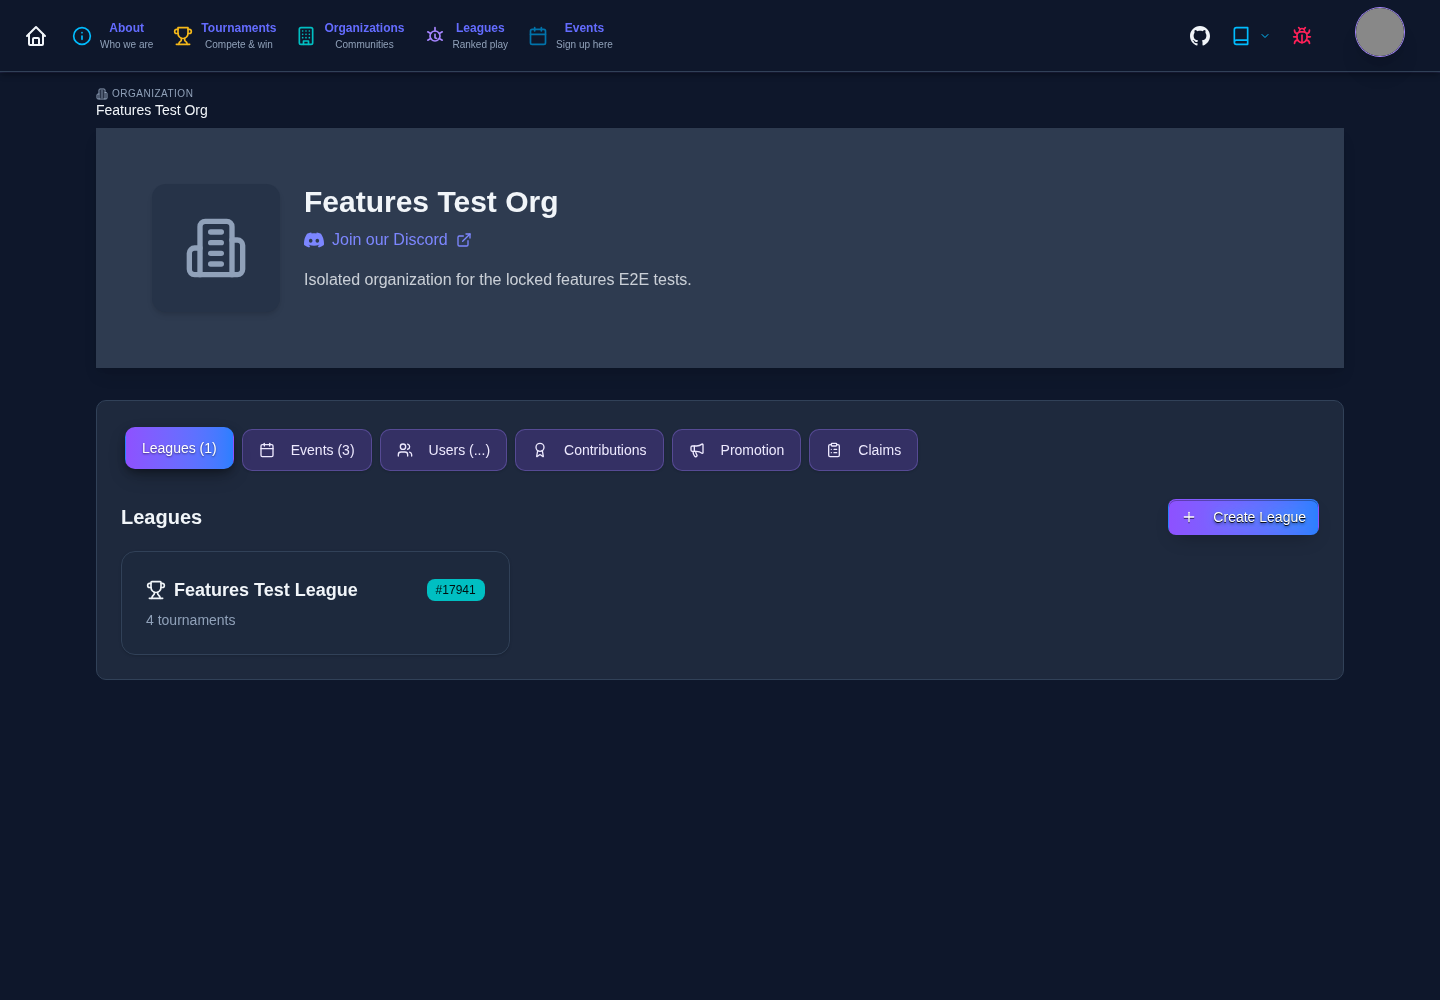 About
Who we are
Tournaments
Compete & win
Organizations
Communities
Leagues
Ranked play
Events
Sign up here
ORGANIZATION
Features Test Org
Features Test Org
Join our Discord
Isolated organization for the locked features E2E tests.
Leagues (1)
Events (3)
Users (...)
Contributions
Promotion
Claims
Leagues
Create League
Features Test League
#17941
4 tournaments